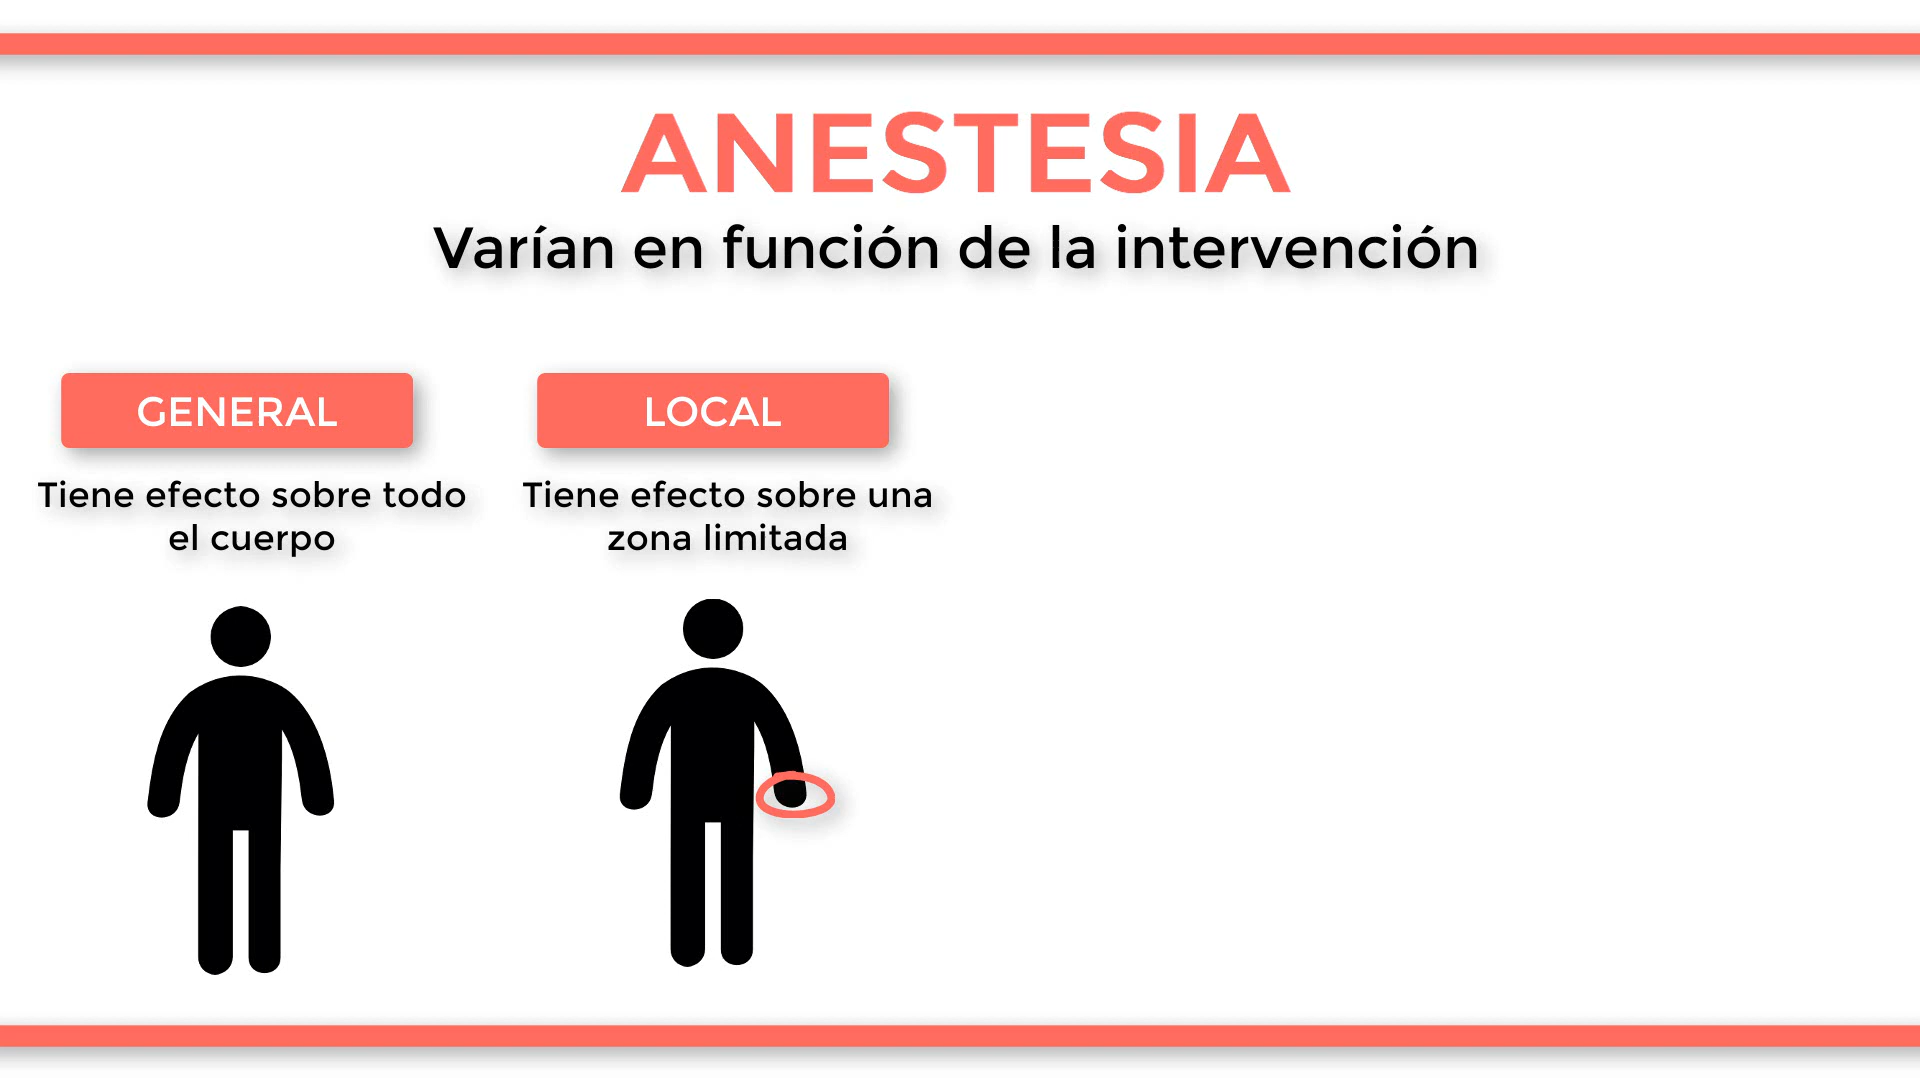 ANESTESIA
Varían en función de la intervención
GENERAL
Tiene efecto sobre todo
el cuerpo
LOCAL
Tiene efecto sobre una
zona limitada